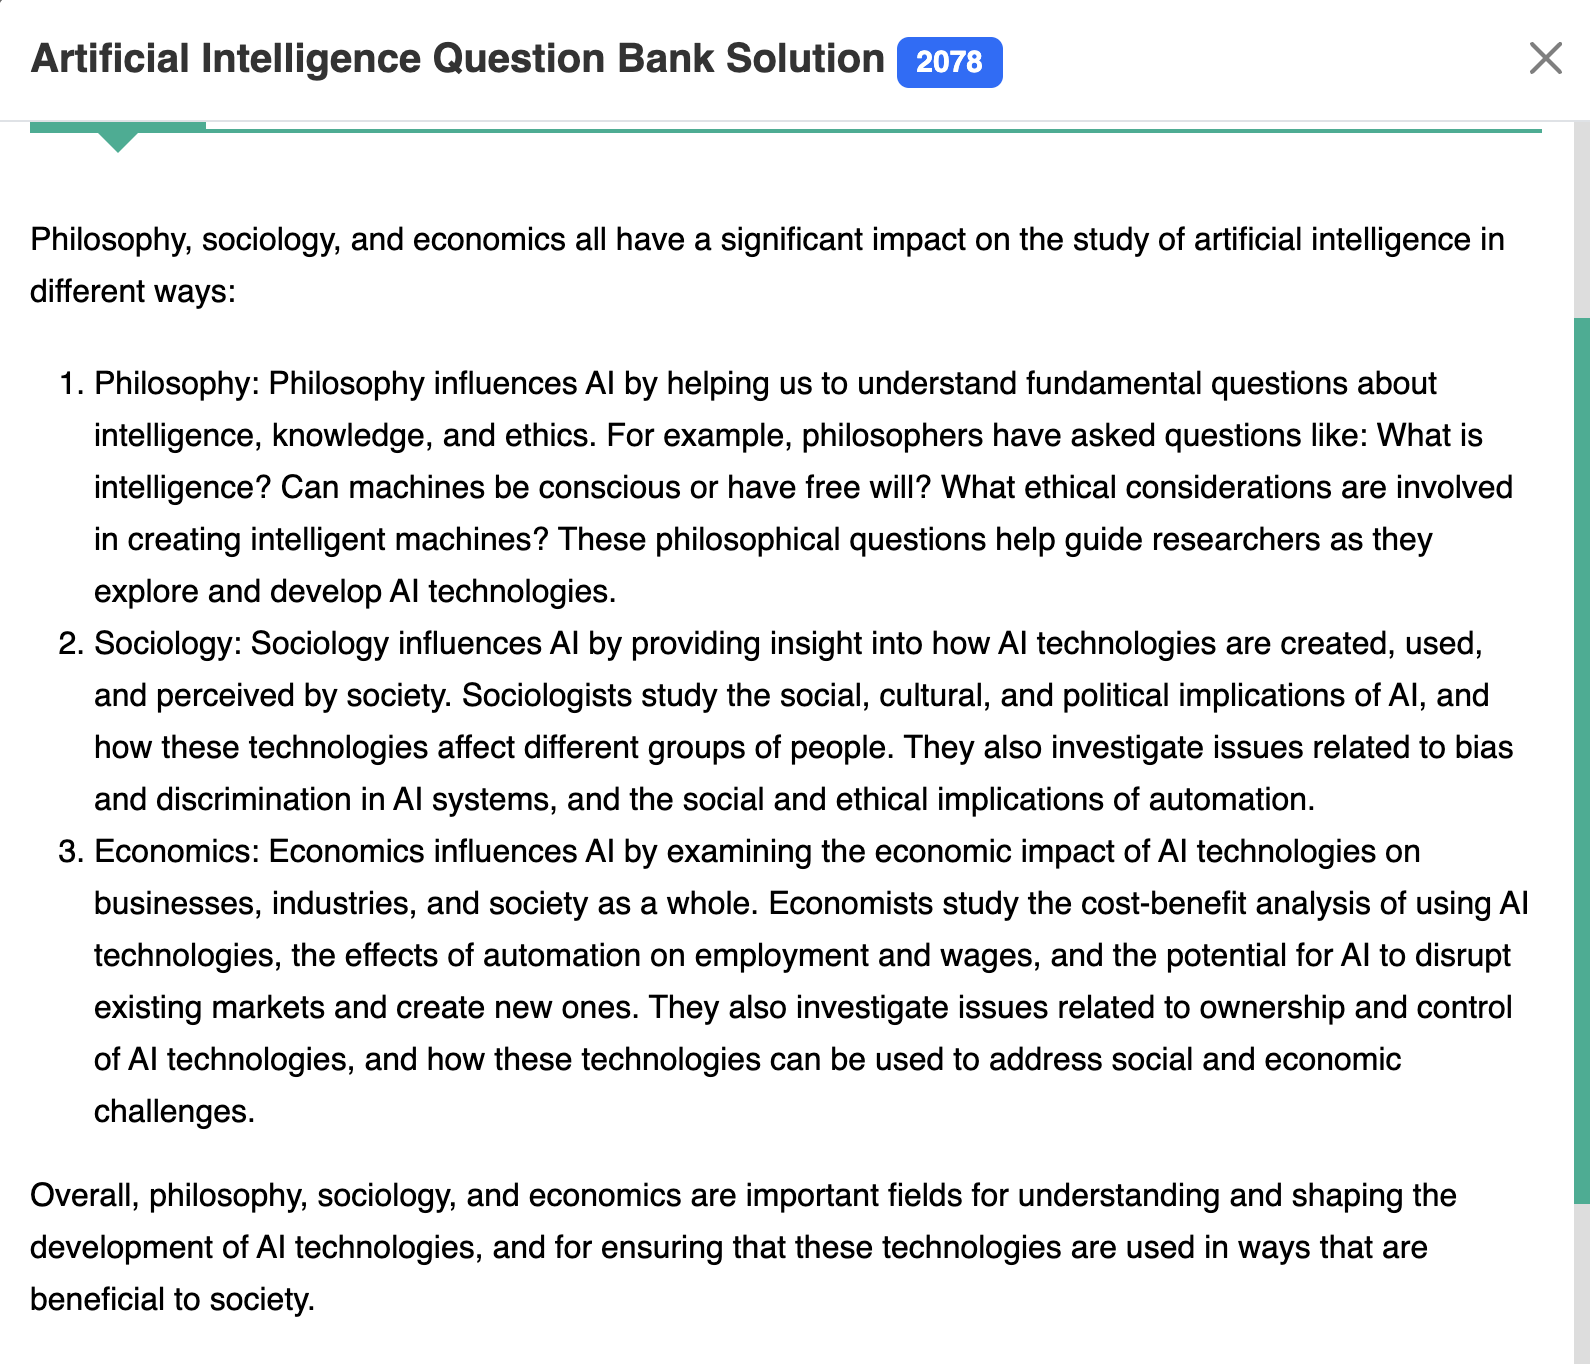 Artificial Intelligence Question Bank Solution 2078
Philosophy, sociology, and economics all have a significant impact on the study of artificial intelligence in
different ways:
1. Philosophy: Philosophy influences AI by helping us to understand fundamental questions about
intelligence, knowledge, and ethics. For example, philosophers have asked questions like: What is
intelligence? Can machines be conscious or have free will? What ethical considerations are involved
in creating intelligent machines? These philosophical questions help guide researchers as they
explore and develop AI technologies.
2. Sociology: Sociology influences AI by providing insight into how AI technologies are created, used,
and perceived by society. Sociologists study the social, cultural, and political implications of AI, and
how these technologies affect different groups of people. They also investigate issues related to bias
and discrimination in AI systems, and the social and ethical implications of automation.
3. Economics: Economics influences AI by examining the economic impact of AI technologies on
businesses, industries, and society as a whole. Economists study the cost-benefit analysis of using AI
technologies, the effects of automation on employment and wages, and the potential for AI to disrupt
existing markets and create new ones. They also investigate issues related to ownership and control
of AI technologies, and how these technologies can be used to address social and economic
challenges.
Overall, philosophy, sociology, and economics are important fields for understanding and shaping the
development of AI technologies, and for ensuring that these technologies are used in ways that are
beneficial to society.